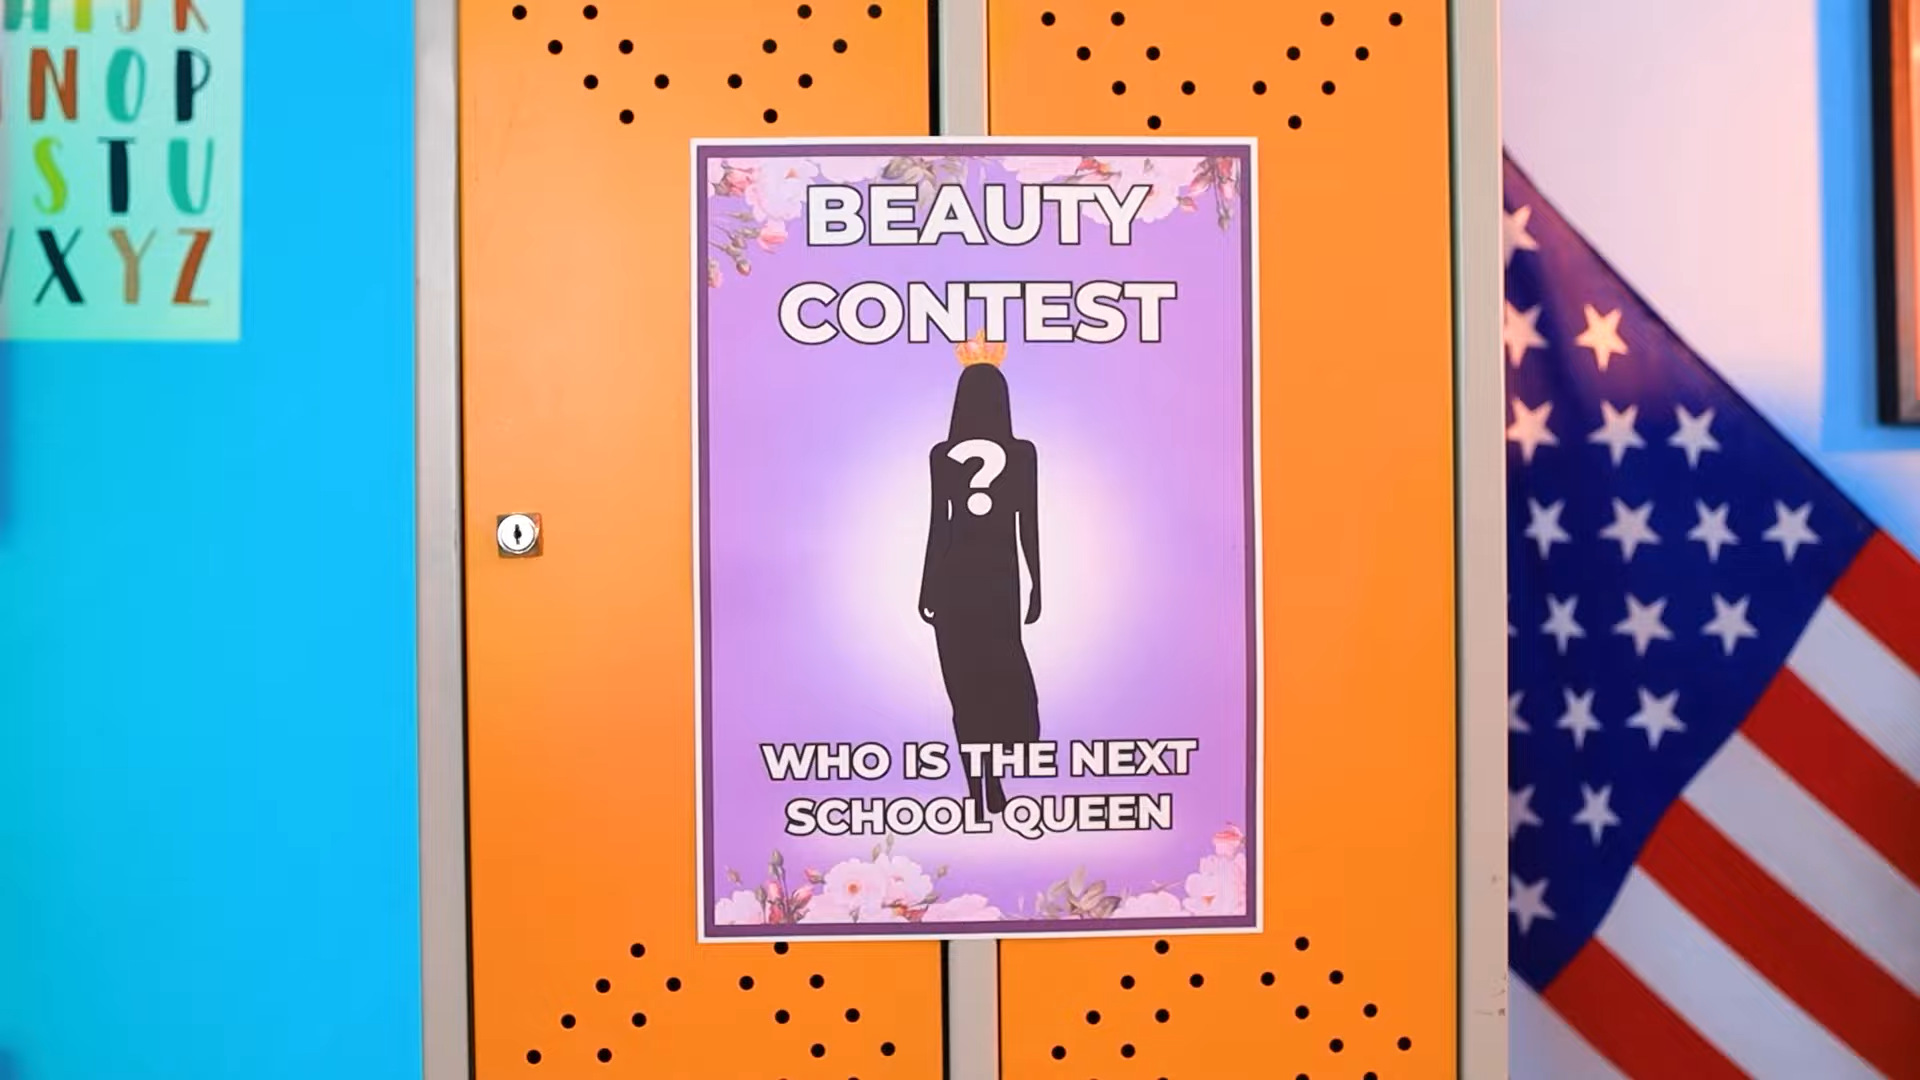 H I J K
N O P
S T U
X Y Z
BEAUTY
CONTEST
?
WHO IS THE NEXT
SCHOOL QUEEN